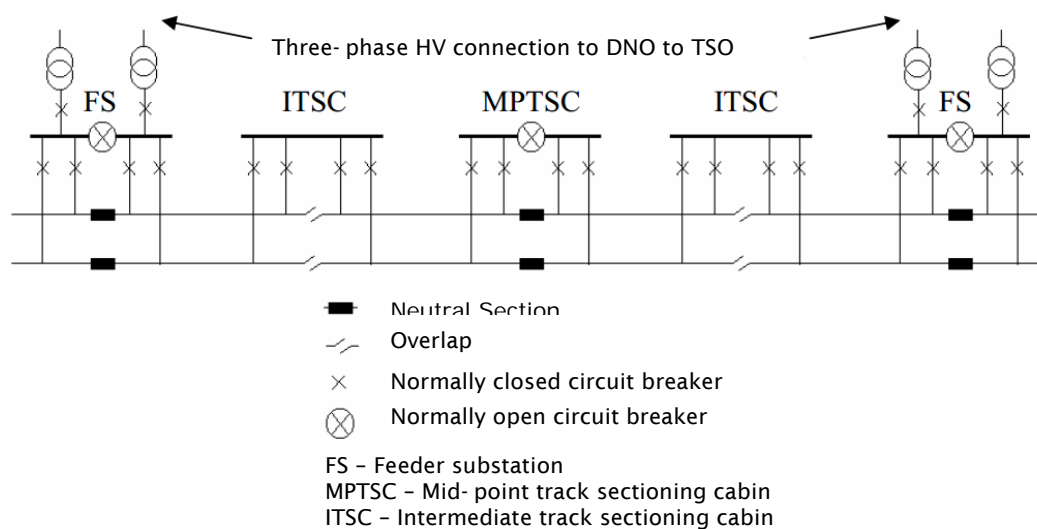 Three- phase HV connection to DNO to TSO
FS ITSC MPTSC ITSC FS
Neutral Section
Overlap
Normally closed circuit breaker
Normally open circuit breaker
FS – Feeder substation
MPTSC – Mid- point track sectioning cabin
ITSC – Intermediate track sectioning cabin